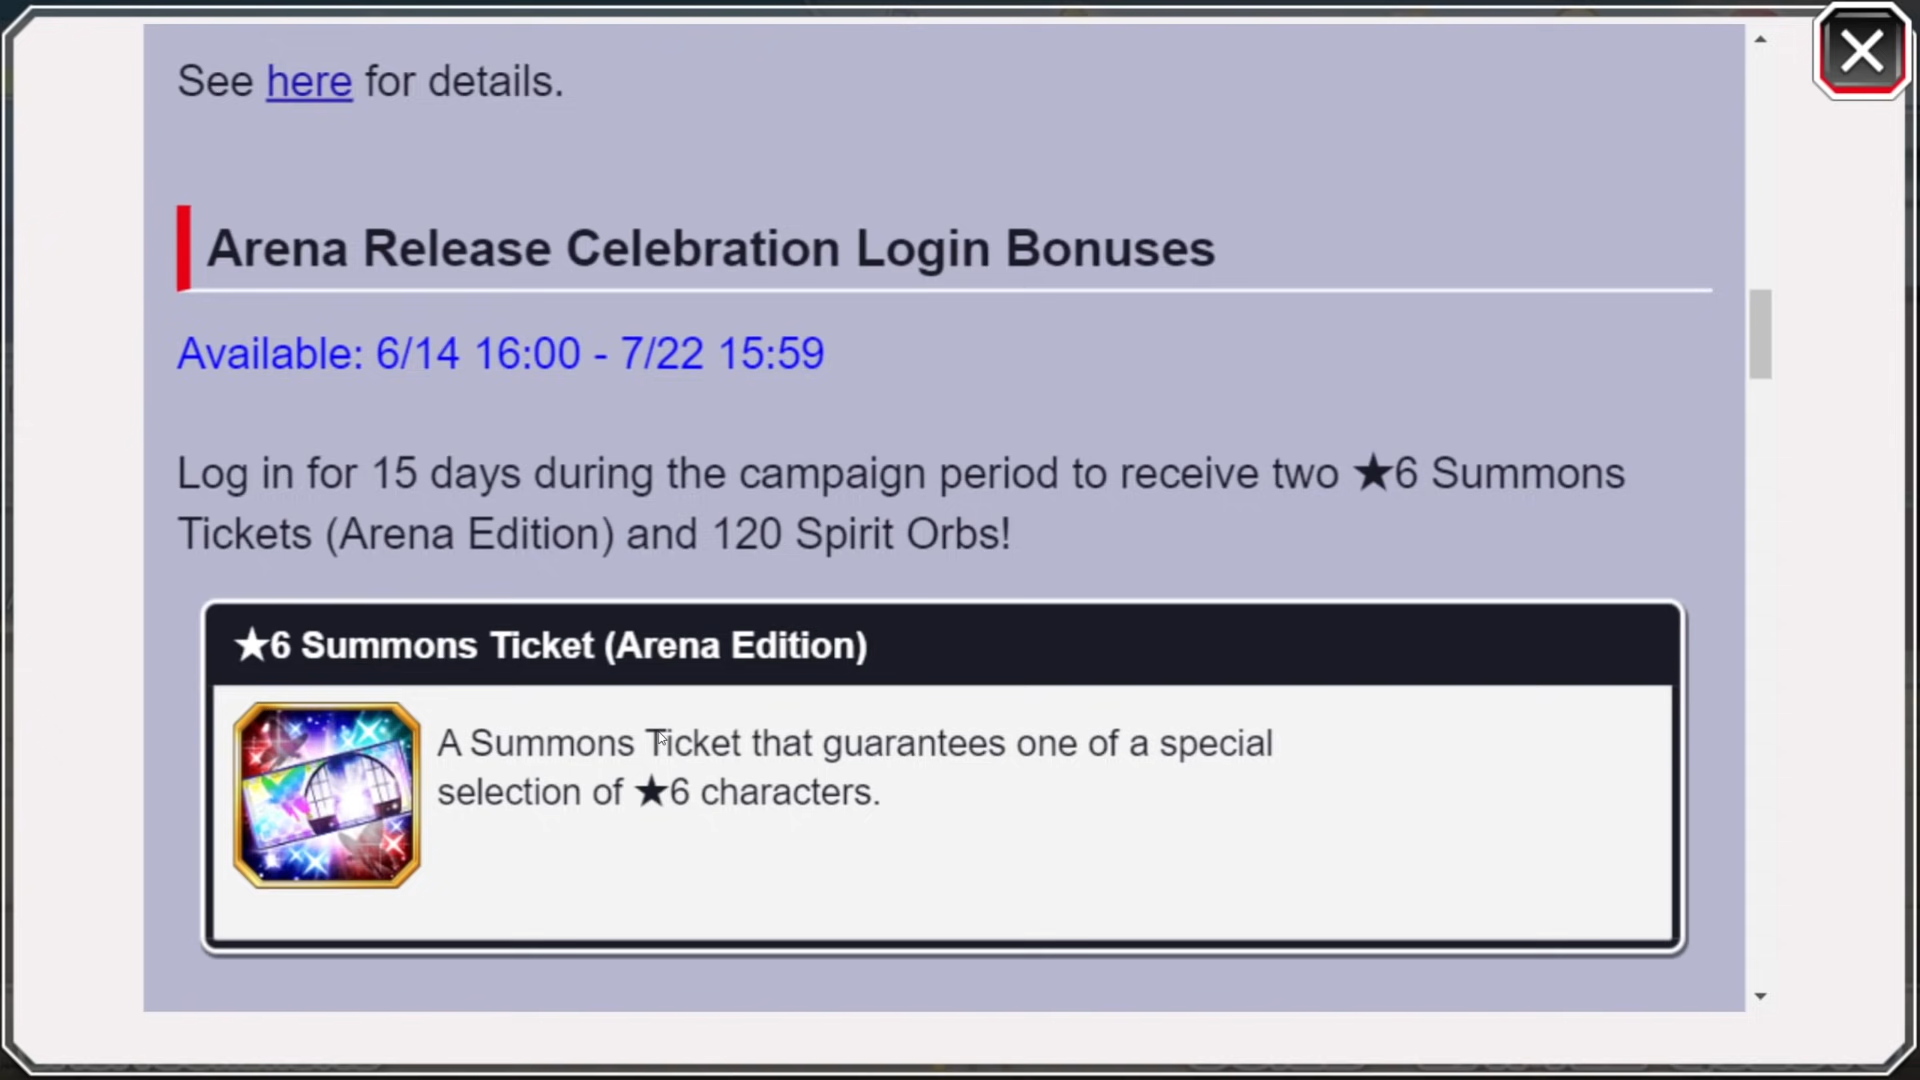 See here for details.
Arena Release Celebration Login Bonuses
Available: 6/14 16:00 - 7/22 15:59
Log in for 15 days during the campaign period to receive two ★6 Summons
Tickets (Arena Edition) and 120 Spirit Orbs!
★6 Summons Ticket (Arena Edition)
A Summons Ticket that guarantees one of a special
selection of ★6 characters.